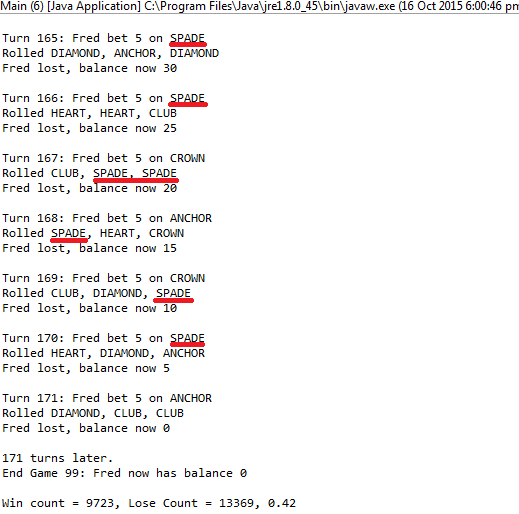 Main (6) [Java Application] C:\Program Files\Java\jre1.8.0_45\bin\javaw.exe (16 Oct 2015 6:00:46 pm
Turn 165: Fred bet 5 on SPADE
Rolled DIAMOND, ANCHOR, DIAMOND
Fred lost, balance now 30
Turn 166: Fred bet 5 on SPADE
Rolled HEART, HEART, CLUB
Fred lost, balance now 25
Turn 167: Fred bet 5 on CROWN
Rolled CLUB, SPADE, SPADE
Fred lost, balance now 20
Turn 168: Fred bet 5 on ANCHOR
Rolled SPADE, HEART, CROWN
Fred lost, balance now 15
Turn 169: Fred bet 5 on CROWN
Rolled CLUB, DIAMOND, SPADE
Fred lost, balance now 10
Turn 170: Fred bet 5 on SPADE
Rolled HEART, DIAMOND, ANCHOR
Fred lost, balance now 5
Turn 171: Fred bet 5 on ANCHOR
Rolled DIAMOND, CLUB, CLUB
Fred lost, balance now 0
171 turns later.
End Game 99: Fred now has balance 0
Win count = 9723, Lose Count = 13369, 0.42